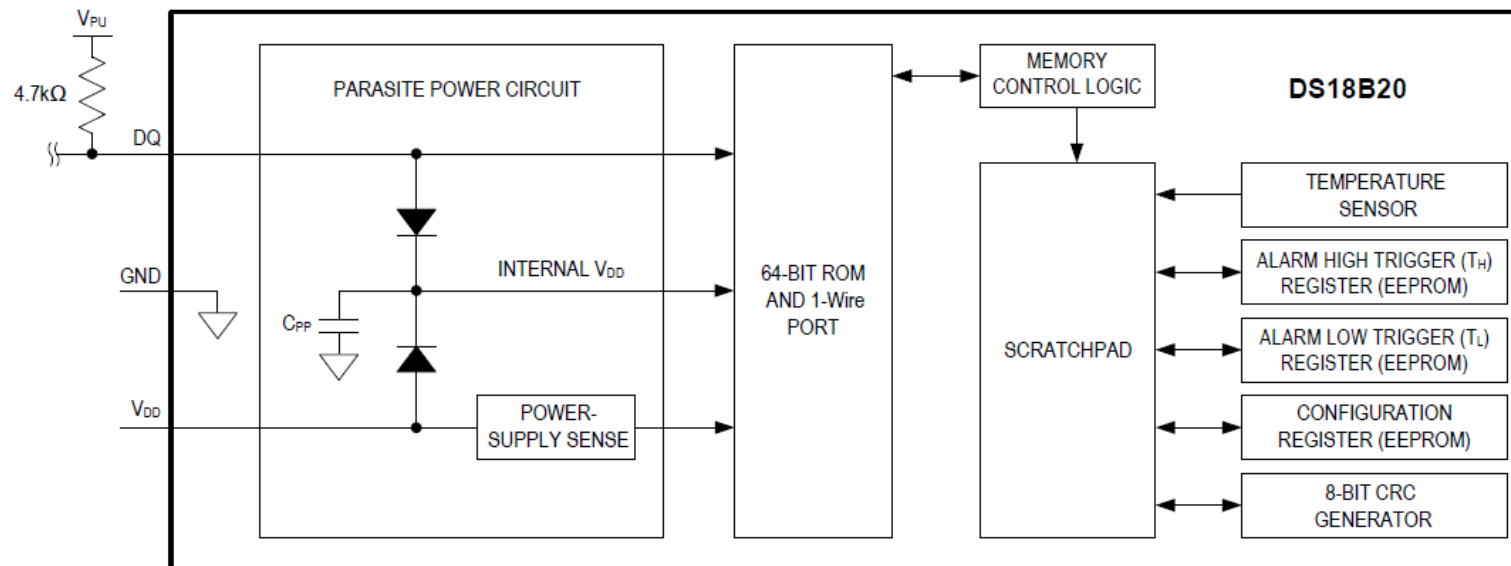 VPU
4.7kΩ
DQ
GND
VDD
PARASITE POWER CIRCUIT
INTERNAL VDD
CPP
POWER-
SUPPLY SENSE
64-BIT ROM
AND 1-Wire
PORT
MEMORY
CONTROL LOGIC
SCRATCHPAD
DS18B20
TEMPERATURE
SENSOR
ALARM HIGH TRIGGER (TH)
REGISTER (EEPROM)
ALARM LOW TRIGGER (TL)
REGISTER (EEPROM)
CONFIGURATION
REGISTER (EEPROM)
8-BIT CRC
GENERATOR